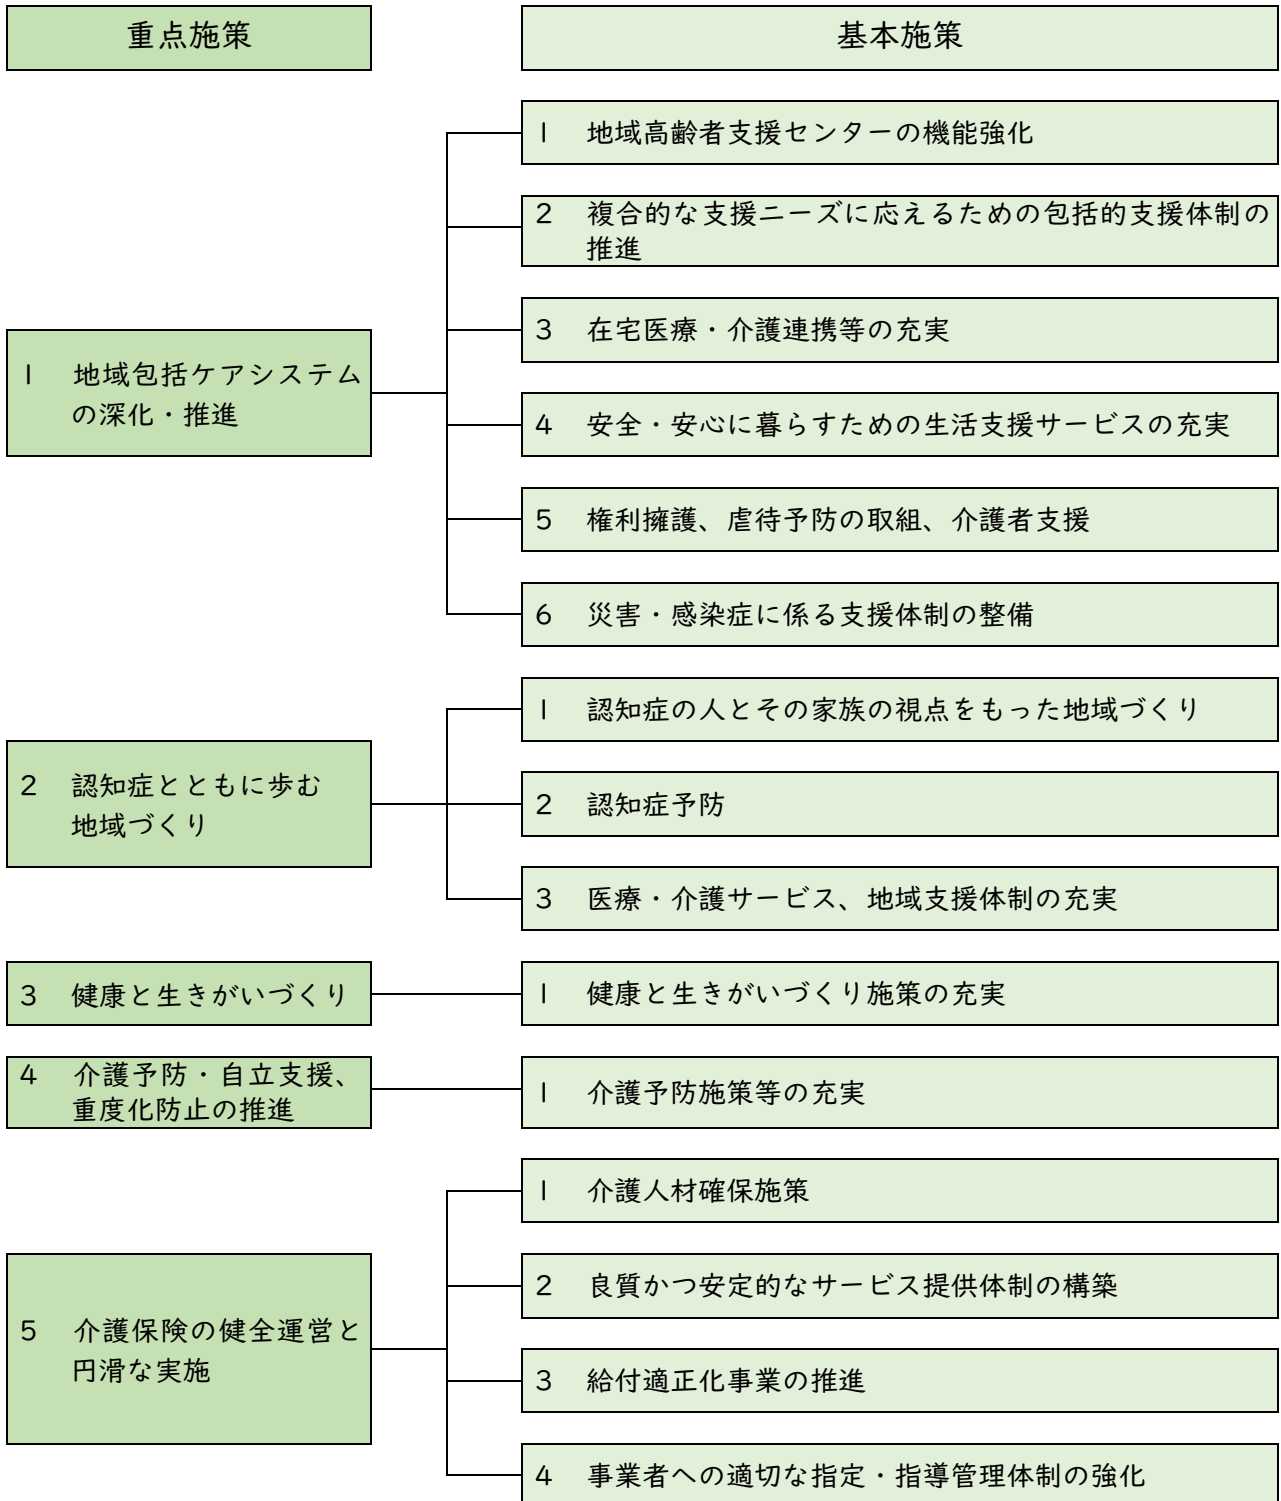 重点施策
基本施策
1 地域包括ケアシステム
の深化・推進
1 地域高齢者支援センターの機能強化
2 複合的な支援ニーズに応えるための包括的支援体制の
推進
3 在宅医療・介護連携等の充実
4 安全・安心に暮らすための生活支援サービスの充実
5 権利擁護、虐待予防の取組、介護者支援
6 災害・感染症に係る支援体制の整備
2 認知症とともに歩む
地域づくり
1 認知症の人とその家族の視点をもった地域づくり
2 認知症予防
3 医療・介護サービス、地域支援体制の充実
3 健康と生きがいづくり
1 健康と生きがいづくり施策の充実
4 介護予防・自立支援、
重度化防止の推進
1 介護予防施策等の充実
5 介護保険の健全運営と
円滑な実施
1 介護人材確保施策
2 良質かつ安定的なサービス提供体制の構築
3 給付適正化事業の推進
4 事業者への適切な指定・指導管理体制の強化